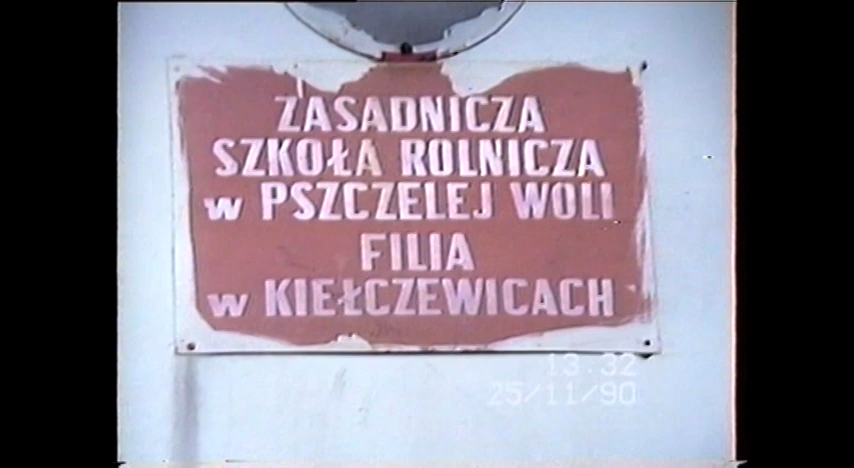 ZASADNICZA
SZKOŁA ROLNICZA
w PSZCZELEJ WOLI
FILIA
w KIEŁCZEWICACH
13.32
25/11/90